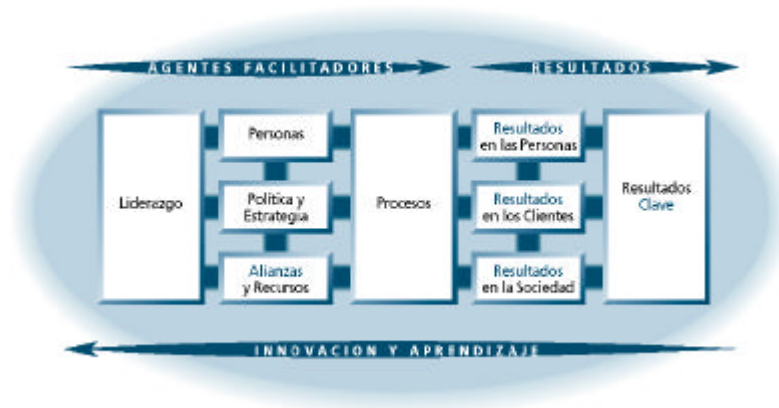 AGENTES FACILITADORES
RESULTADOS
Liderazgo
Personas
Política y
Estrategia
Alianzas
y Recursos
Procesos
Resultados
en las Personas
Resultados
en los Clientes
Resultados
en la Sociedad
Resultados
Clave
INNOVACION Y APRENDIZAJE